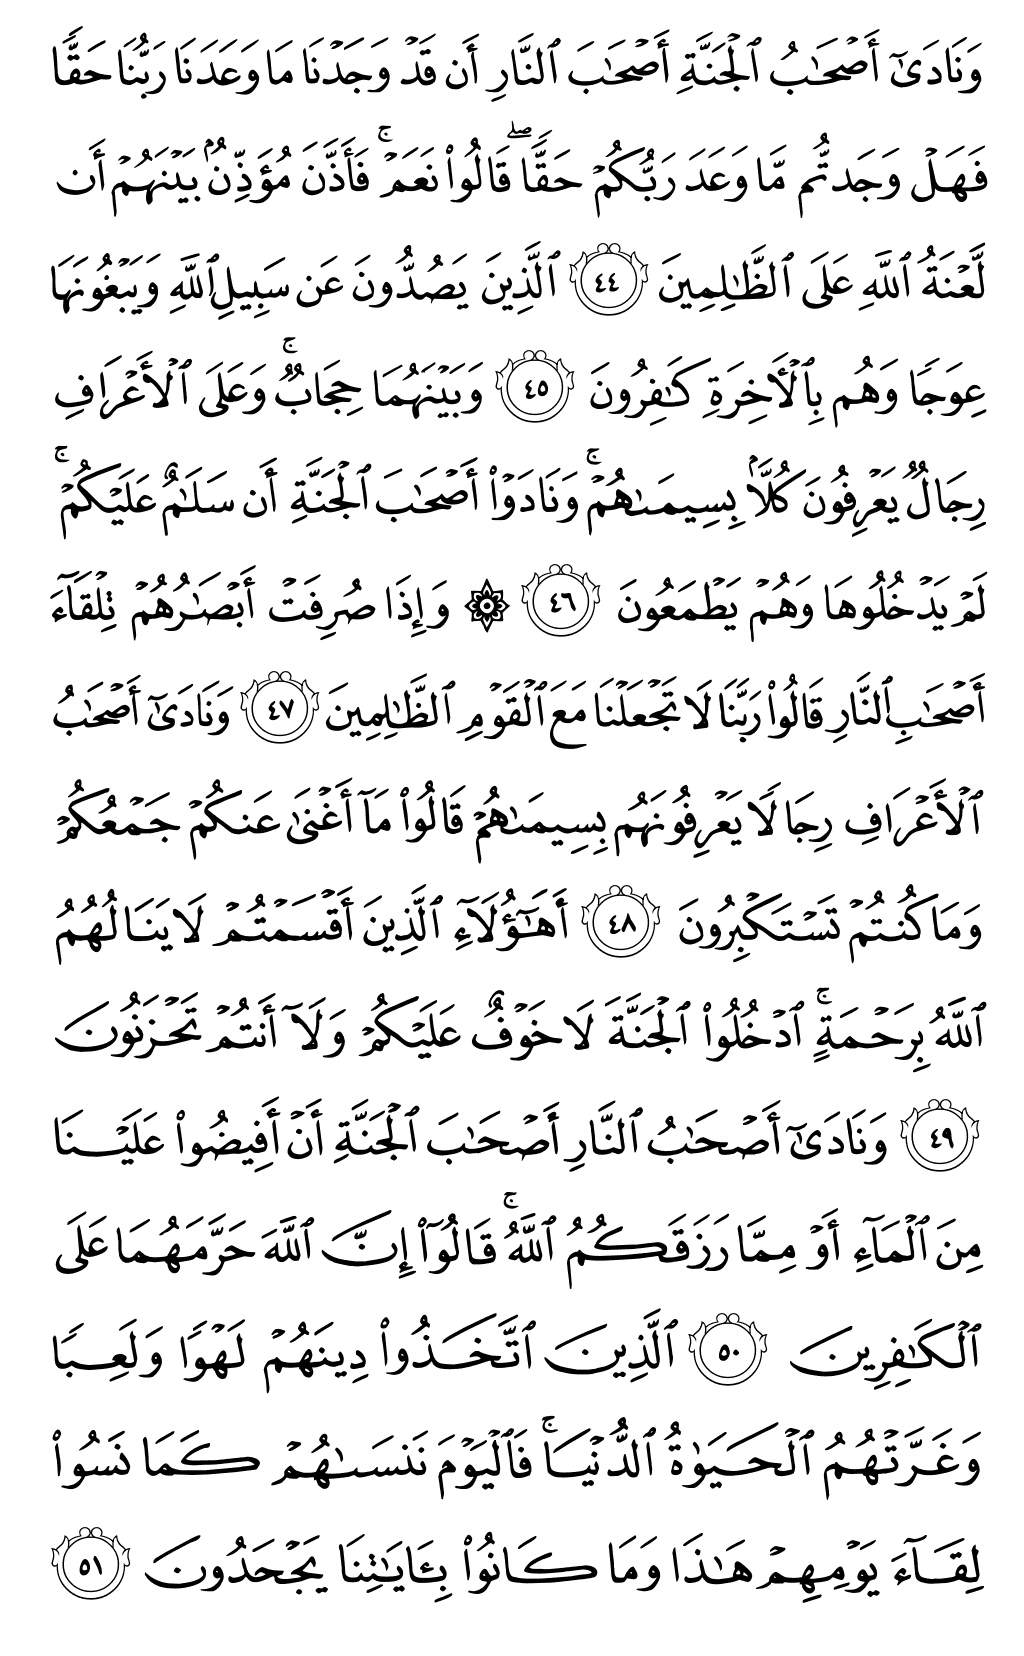 وَنَادَىٰٓ أَصۡحَٰبُ ٱلۡجَنَّةِ أَصۡحَٰبَ ٱلنَّارِ أَن قَدۡ وَجَدۡنَا مَا وَعَدَنَا رَبُّنَا حَقّٗا
فَهَلۡ وَجَدتُّم مَّا وَعَدَ رَبُّكُمۡ حَقّٗاۖ قَالُواْ نَعَمۡۚ فَأَذَّنَ مُؤَذِّنُۢ بَيۡنَهُمۡ أَن
لَّعۡنَةُ ٱللَّهِ عَلَى ٱلظَّٰلِمِينَ ٤٤ ٱلَّذِينَ يَصُدُّونَ عَن سَبِيلِ ٱللَّهِ وَيَبۡغُونَهَا
عِوَجٗا وَهُم بِٱلۡأٓخِرَةِ كَٰفِرُونَ ٤٥ وَبَيۡنَهُمَا حِجَابٞۚ وَعَلَى ٱلۡأَعۡرَافِ
رِجَالٞ يَعۡرِفُونَ كُلَّۢا بِسِيمَىٰهُمۡۚ وَنَادَوۡاْ أَصۡحَٰبَ ٱلۡجَنَّةِ أَن سَلَٰمٌ عَلَيۡكُمۡۚ
لَمۡ يَدۡخُلُوهَا وَهُمۡ يَطۡمَعُونَ ٤٦ ۞ وَإِذَا صُرِفَتۡ أَبۡصَٰرُهُمۡ تِلۡقَآءَ
أَصۡحَٰبِ ٱلنَّارِ قَالُواْ رَبَّنَا لَا تَجۡعَلۡنَا مَعَ ٱلۡقَوۡمِ ٱلظَّٰلِمِينَ ٤٧ وَنَادَىٰٓ أَصۡحَٰبُ
ٱلۡأَعۡرَافِ رِجَالٗا يَعۡرِفُونَهُم بِسِيمَىٰهُمۡ قَالُواْ مَآ أَغۡنَىٰ عَنكُمۡ جَمۡعُكُمۡ
وَمَا كُنتُمۡ تَسۡتَكۡبِرُونَ ٤٨ أَهَٰٓؤُلَآءِ ٱلَّذِينَ أَقۡسَمۡتُمۡ لَا يَنَالُهُمُ
ٱللَّهُ بِرَحۡمَةٍۚ ٱدۡخُلُواْ ٱلۡجَنَّةَ لَا خَوۡفٌ عَلَيۡكُمۡ وَلَآ أَنتُمۡ تَحۡزَنُونَ
٤٩ وَنَادَىٰٓ أَصۡحَٰبُ ٱلنَّارِ أَصۡحَٰبَ ٱلۡجَنَّةِ أَنۡ أَفِيضُواْ عَلَيۡنَا
مِنَ ٱلۡمَآءِ أَوۡ مِمَّا رَزَقَكُمُ ٱللَّهُۚ قَالُوٓاْ إِنَّ ٱللَّهَ حَرَّمَهُمَا عَلَى
ٱلۡكَٰفِرِينَ ٥٠ ٱلَّذِينَ ٱتَّخَذُواْ دِينَهُمۡ لَهۡوٗا وَلَعِبٗا
وَغَرَّتۡهُمُ ٱلۡحَيَوٰةُ ٱلدُّنۡيَاۚ فَٱلۡيَوۡمَ نَنسَىٰهُمۡ كَمَا نَسُواْ
لِقَآءَ يَوۡمِهِمۡ هَٰذَا وَمَا كَانُواْ بِـَٔايَٰتِنَا يَجۡحَدُونَ ٥١